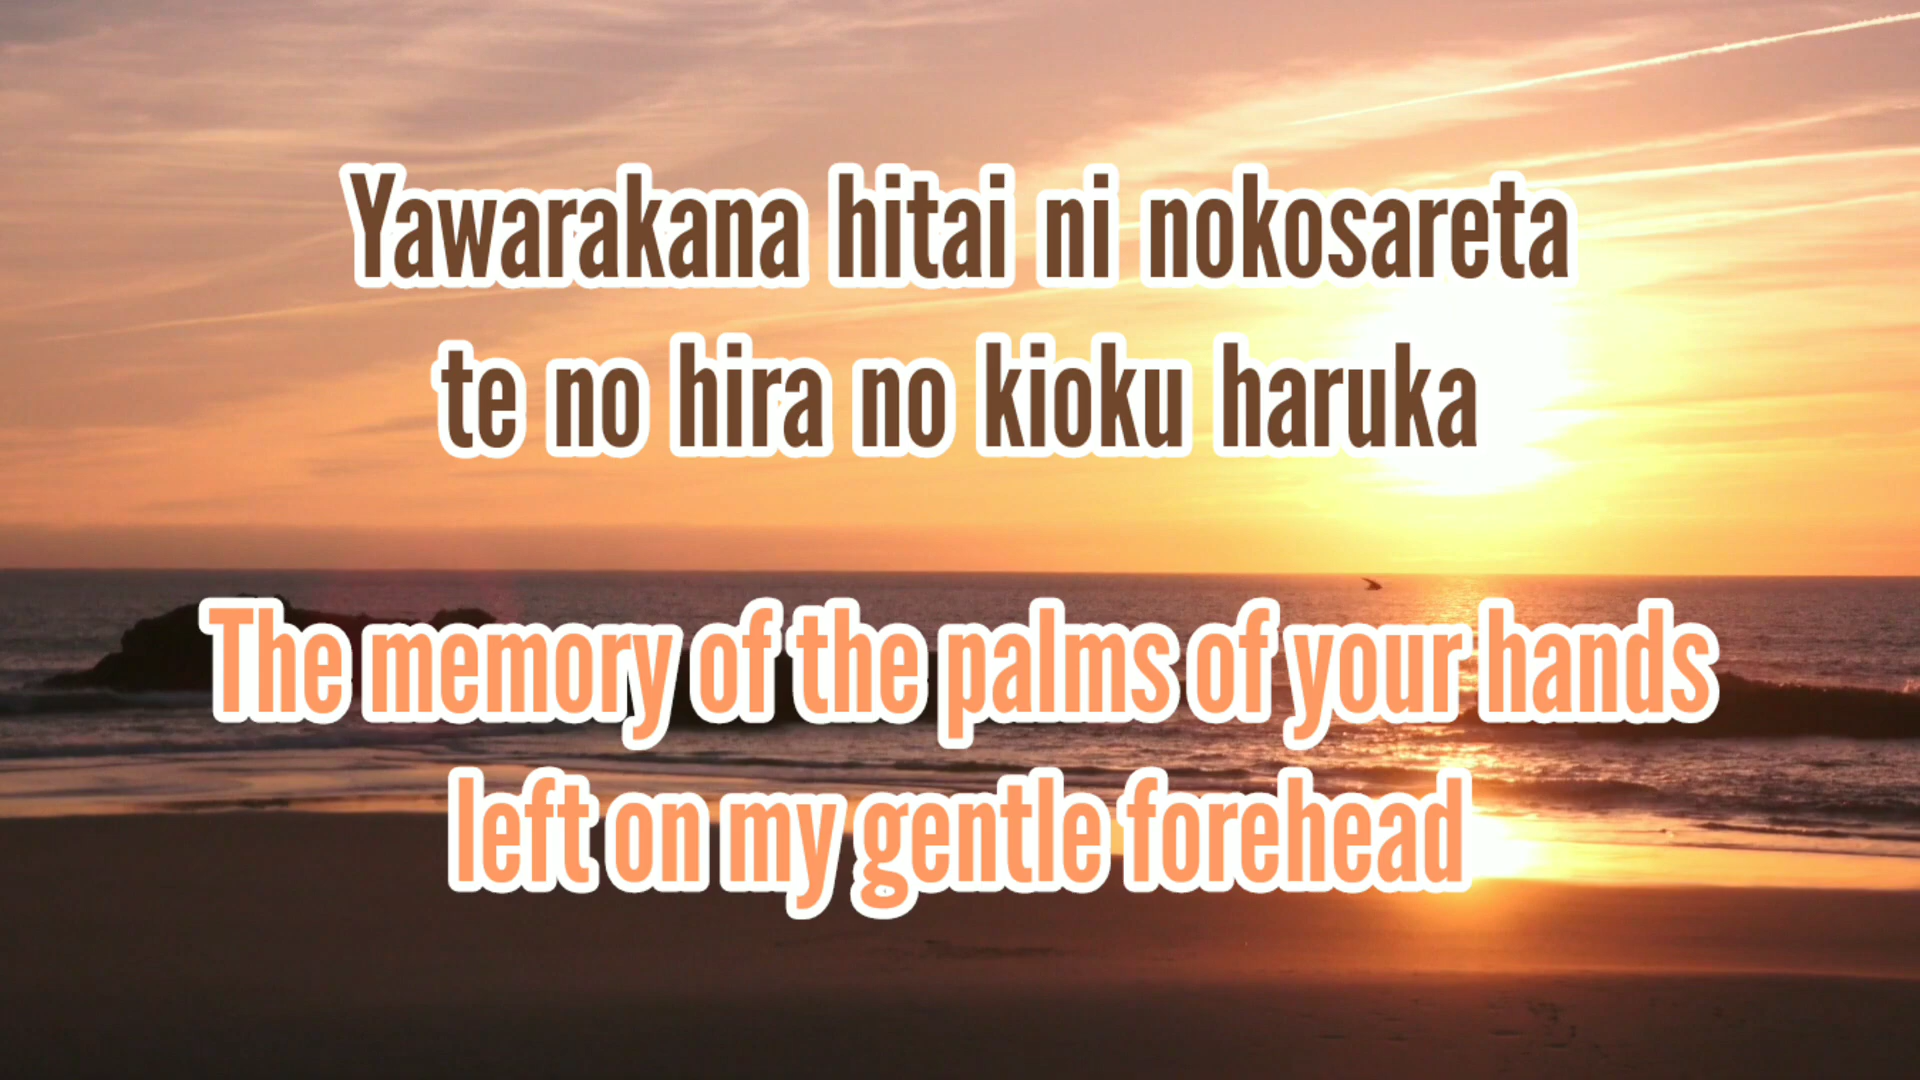 Yawarakana hitai ni nokosareta
te no hira no kioku haruka
The memory of the palms of your hands
left on my gentle forehead